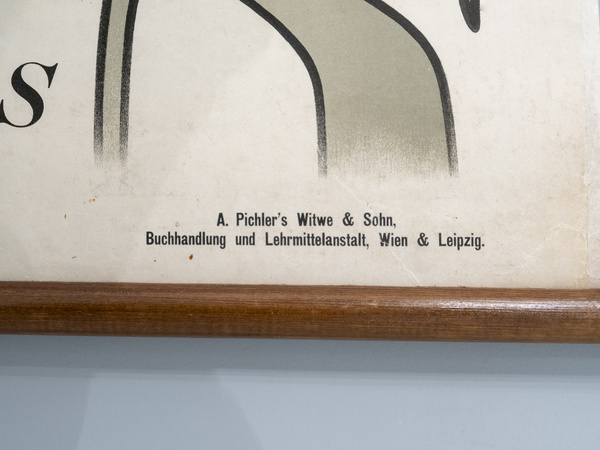 s
A. Pichler's Witwe & Sohn,
Buchhandlung und Lehrmittelanstalt, Wien & Leipzig.